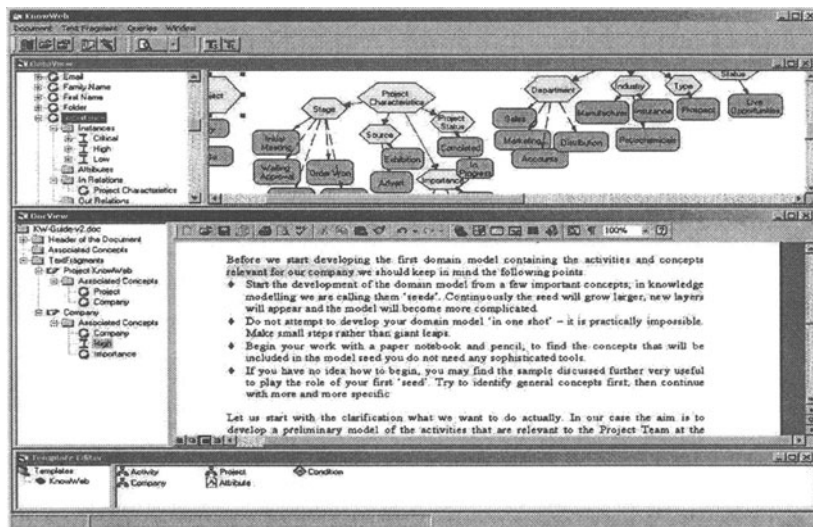 KnowWeb
Document Text Fragment Queries Window
DataView
Email
Family Name
First Name
Folder
Instances
Critical
High
Low
Attributes
In Relations
Project Characteristics
Out Relations
Stage
Project Characteristics
Source
Project Status
Initial Meeting
Waiting Approval
Order Won
Exhibition
Advert
Completed
In Progress
Importance
Department
Industry
Type
Status
Sales
Marketing
Accounts
Distribution
Manufacturer
Insurance
Petrochemicals
Prospect
Live Opportunities
DocView
KW-Guide-v2.doc
Header of the Document
Associated Concepts
TextFragments
Project KnowWeb
Associated Concepts
Project
Company
Company
Associated Concepts
Company
High
Importance
100%
Before we start developing the first domain model containing the activities and concepts
relevant for our company we should keep in mind the following points.
♦ Start the development of the domain model from a few important concepts; in knowledge
modelling we are calling them 'seeds'. Continuously the seed will grow larger, new layers
will appear and the model will become more complicated.
♦ Do not attempt to develop your domain model 'in one shot' – it is practically impossible.
Make small steps rather than giant leaps.
♦ Begin your work with a paper notebook and pencil, to find the concepts that will be
included in the model seed you do not need any sophisticated tools.
♦ If you have no idea how to begin, you may find the sample discussed further very useful
to play the role of your first 'seed'. Try to identify general concepts first, then continue
with more and more specific
Let us start with the clarification what we want to do actually. In our case the aim is to
develop a preliminary model of the activities that are relevant to the Project Team at the
Template Editor
Templates
KnowWeb
Activity
Project
Condition
Company
Attribute